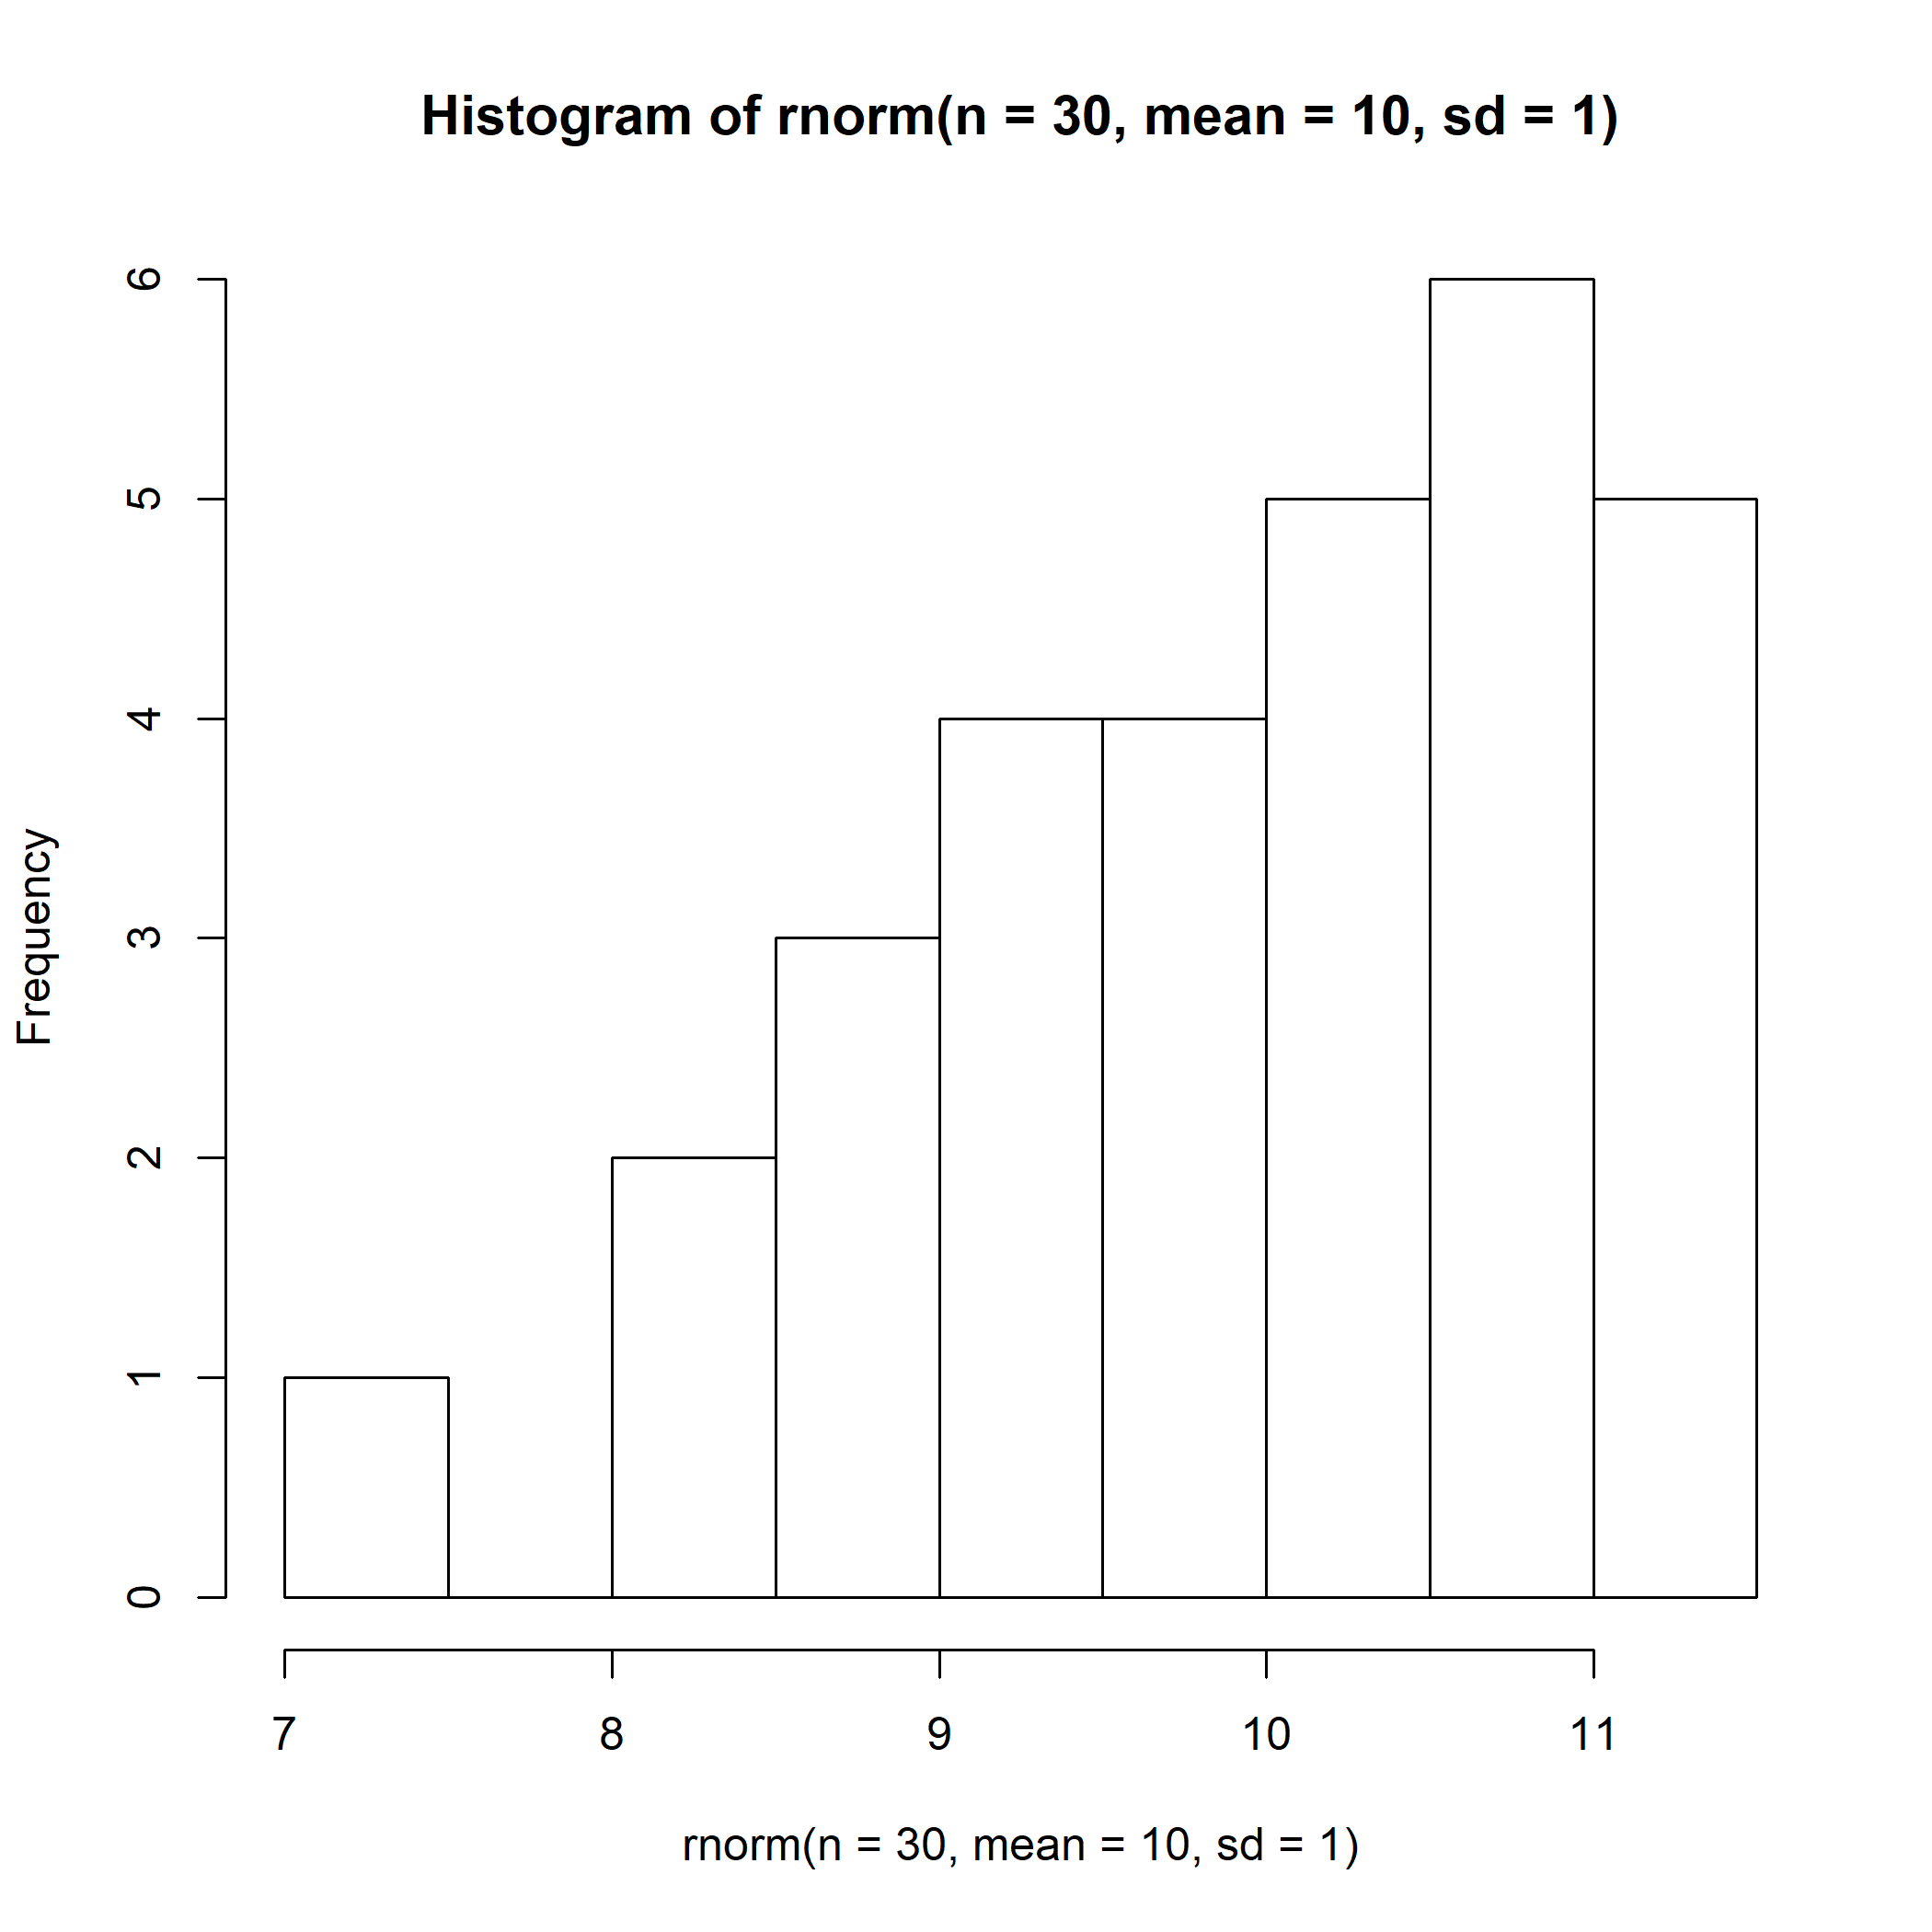 Histogram of rnorm(n = 30, mean = 10, sd = 1)
6
5
4
3
2
1
0
Frequency
7 8 9 10 11
rnorm(n = 30, mean = 10, sd = 1)